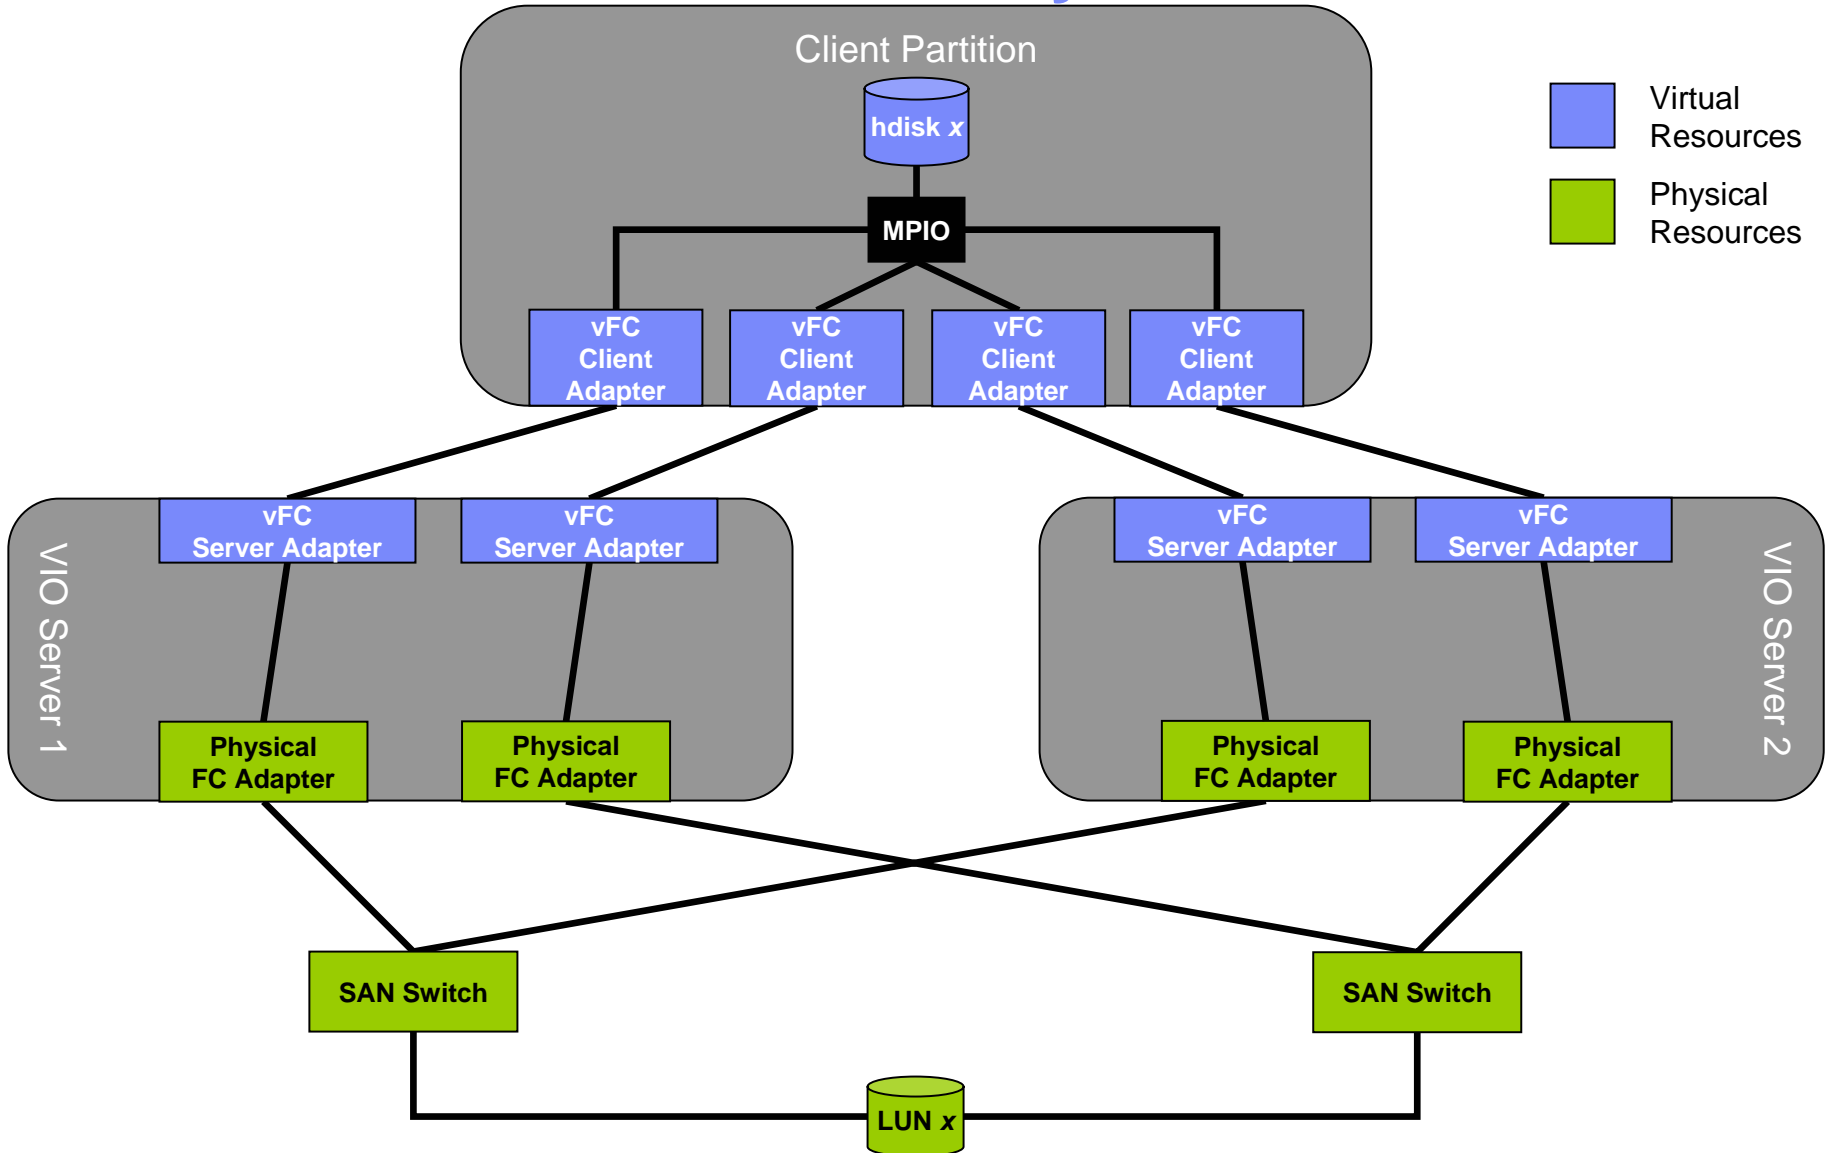 Client Partition
hdisk x
MPIO
vFC
Client
Adapter
vFC
Client
Adapter
vFC
Client
Adapter
vFC
Client
Adapter
Virtual
Resources
Physical
Resources
VIO Server 1
vFC
Server Adapter
vFC
Server Adapter
Physical
FC Adapter
Physical
FC Adapter
vFC
Server Adapter
vFC
Server Adapter
Physical
FC Adapter
Physical
FC Adapter
VIO Server 2
SAN Switch
SAN Switch
LUN x